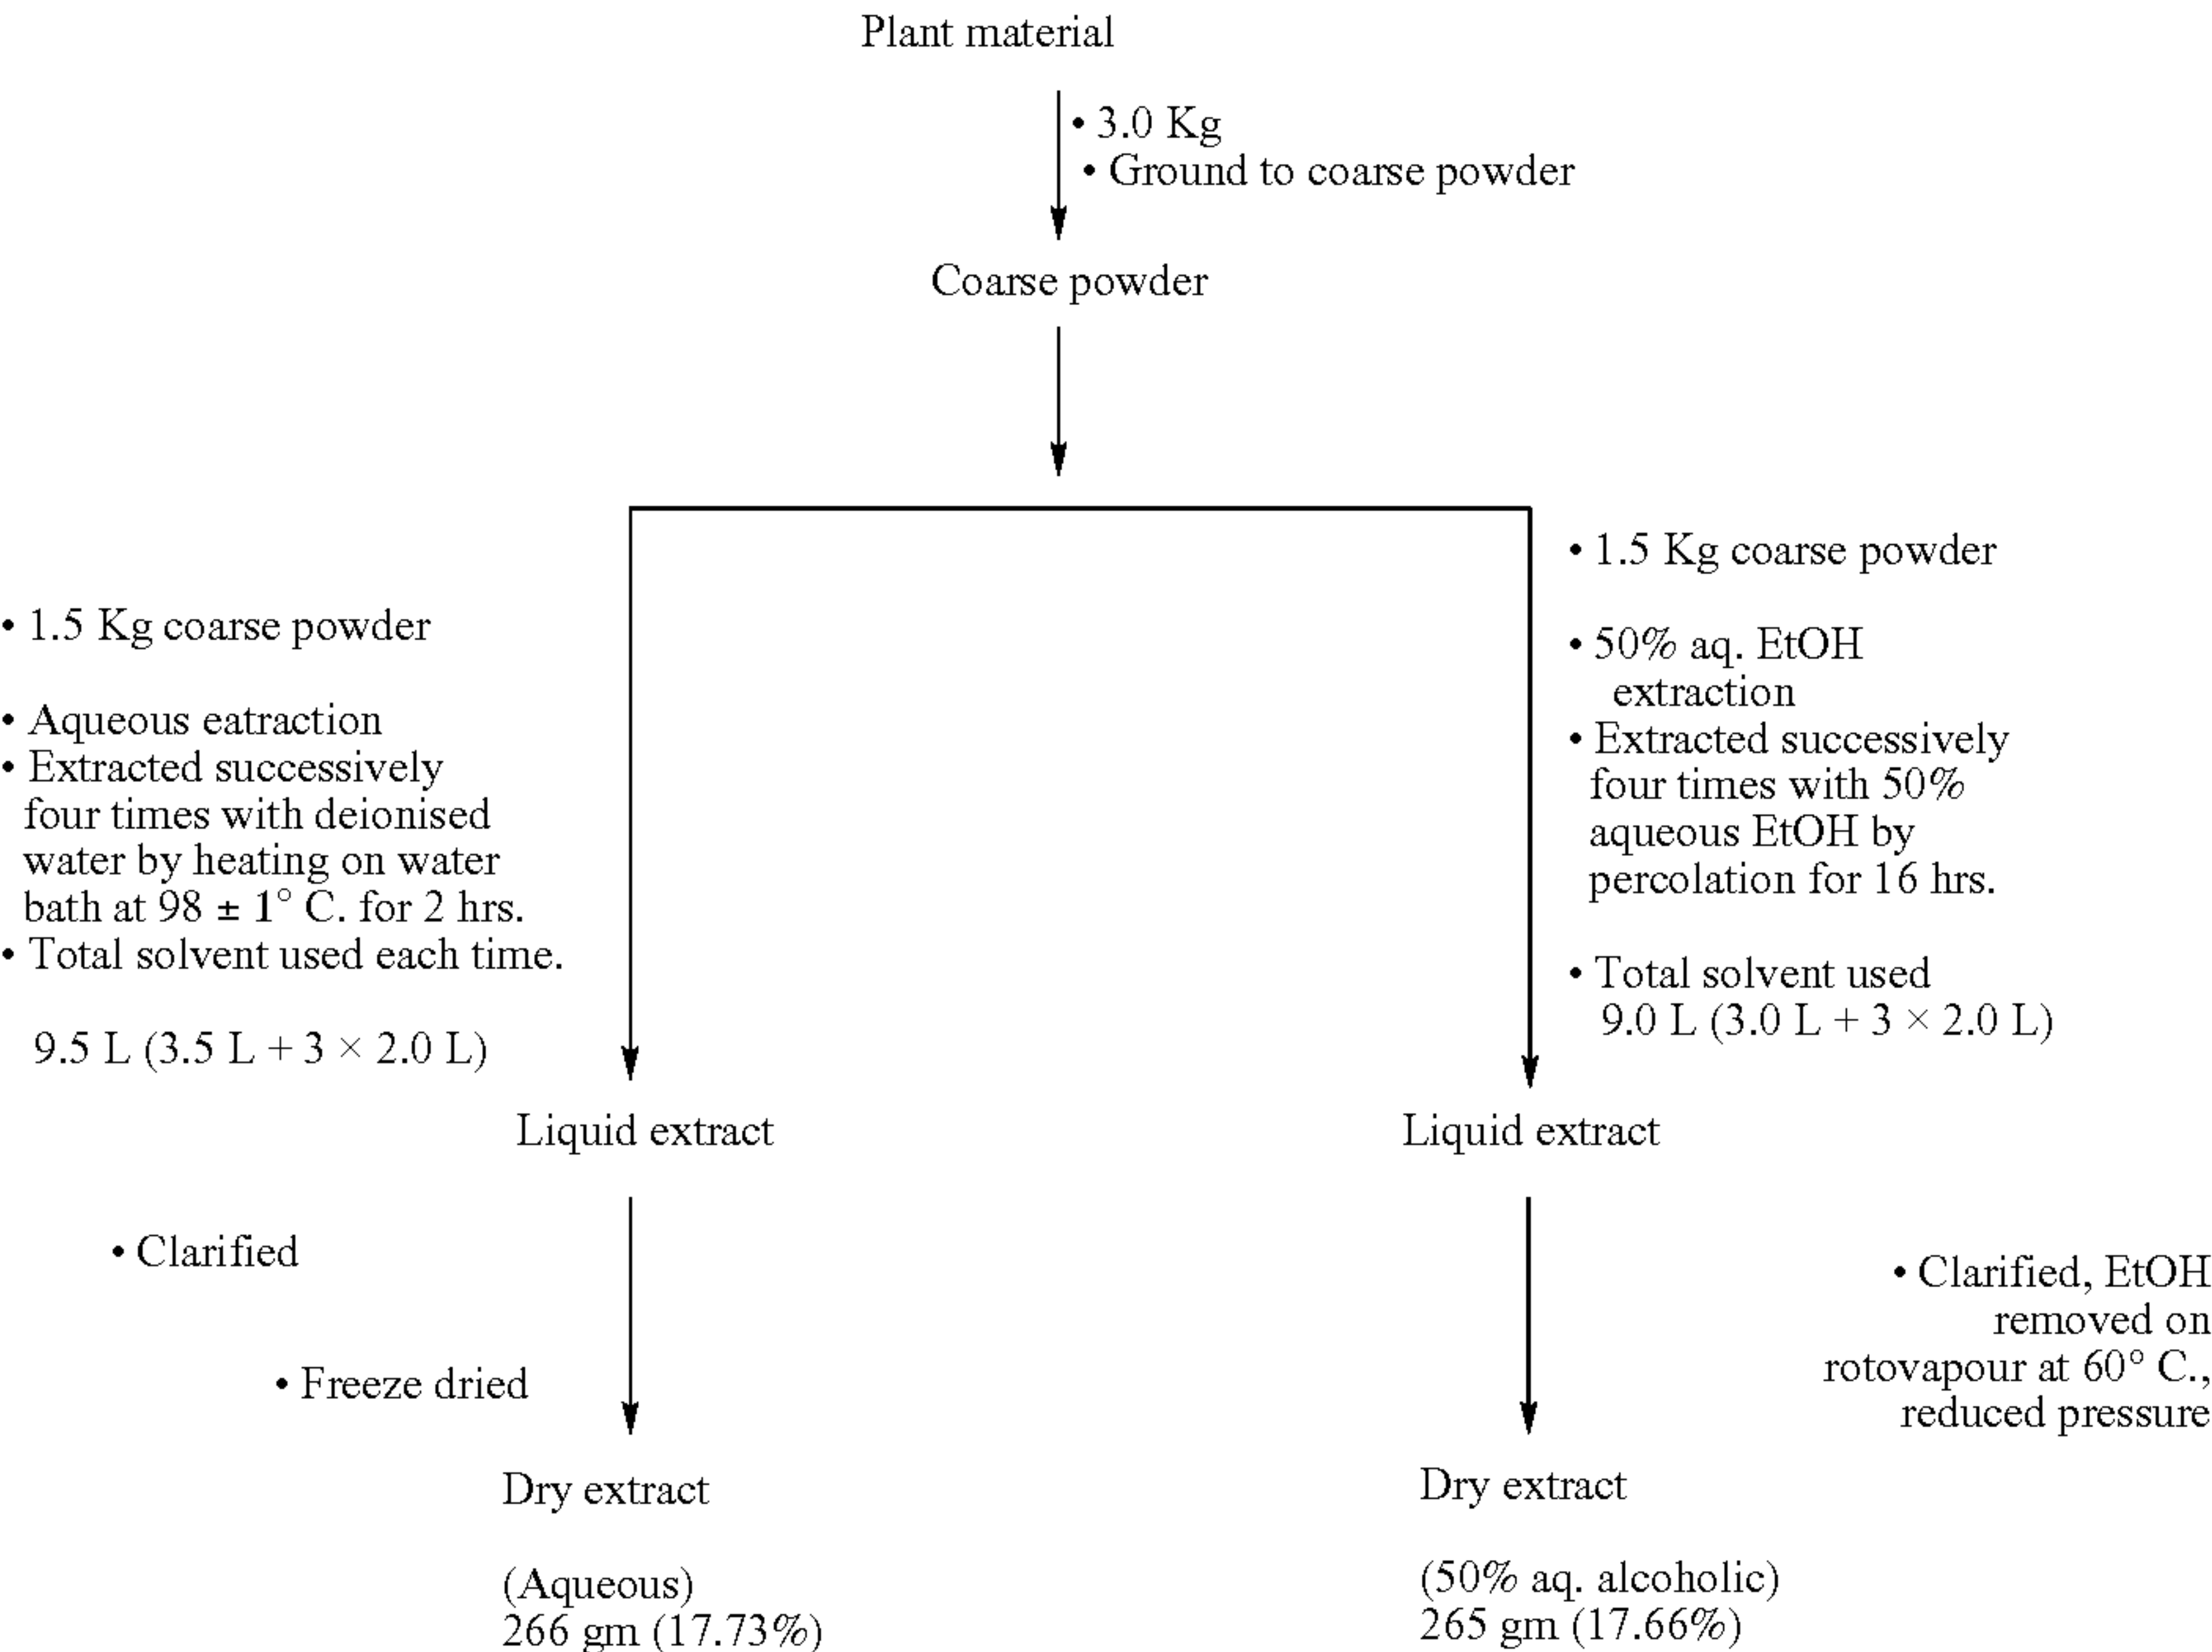 Plant material
• 3.0 Kg
• Ground to coarse powder
Coarse powder
• 1.5 Kg coarse powder
• Aqueous eatraction
• Extracted successively
four times with deionised
water by heating on water
bath at 98 ± 1° C. for 2 hrs.
• Total solvent used each time.
9.5 L (3.5 L + 3 × 2.0 L)
• 1.5 Kg coarse powder
• 50% aq. EtOH
extraction
• Extracted successively
four times with 50%
aqueous EtOH by
percolation for 16 hrs.
• Total solvent used
9.0 L (3.0 L + 3 × 2.0 L)
Liquid extract
Liquid extract
• Clarified
• Freeze dried
• Clarified, EtOH
removed on
rotovapour at 60° C.,
reduced pressure
Dry extract
(Aqueous)
266 gm (17.73%)
Dry extract
(50% aq. alcoholic)
265 gm (17.66%)